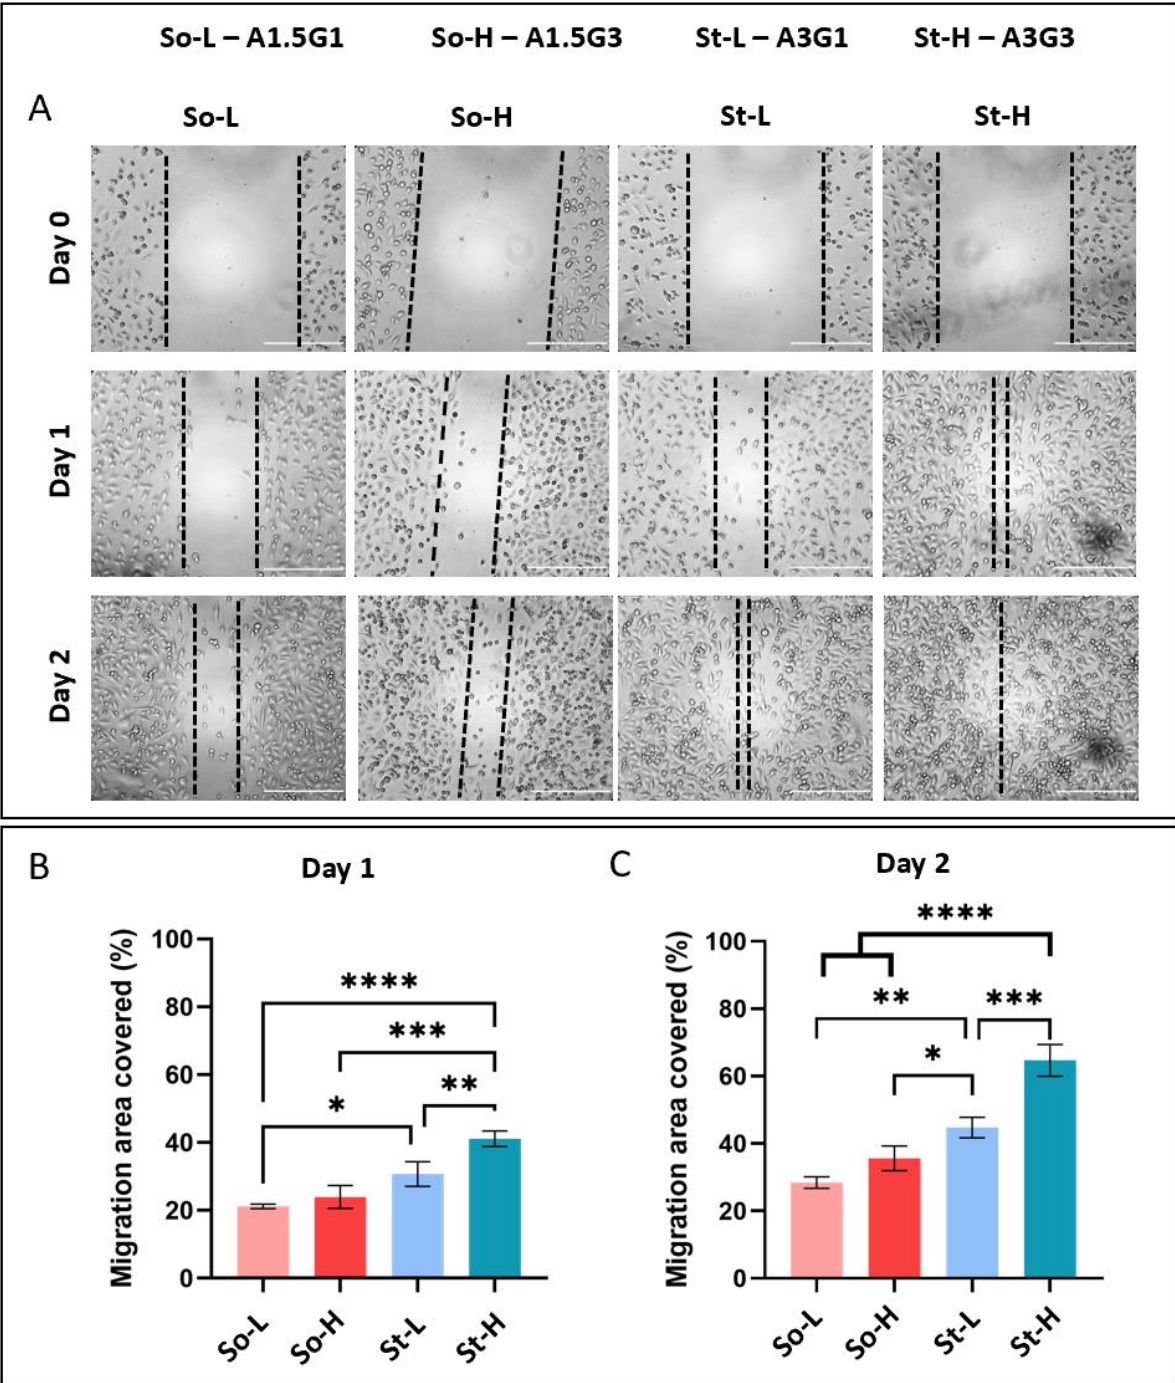 So-L – A1.5G1 So-H – A1.5G3 St-L – A3G1 St-H – A3G3
A
So-L So-H St-L St-H
Day 0
Day 1
Day 2
B Day 1
Migration area covered (%)
100
80
60
40
20
0
****
***
**
*
So-L So-H St-L St-H
C Day 2
Migration area covered (%)
100
80
60
40
20
0
****
** ***
*
So-L So-H St-L St-H